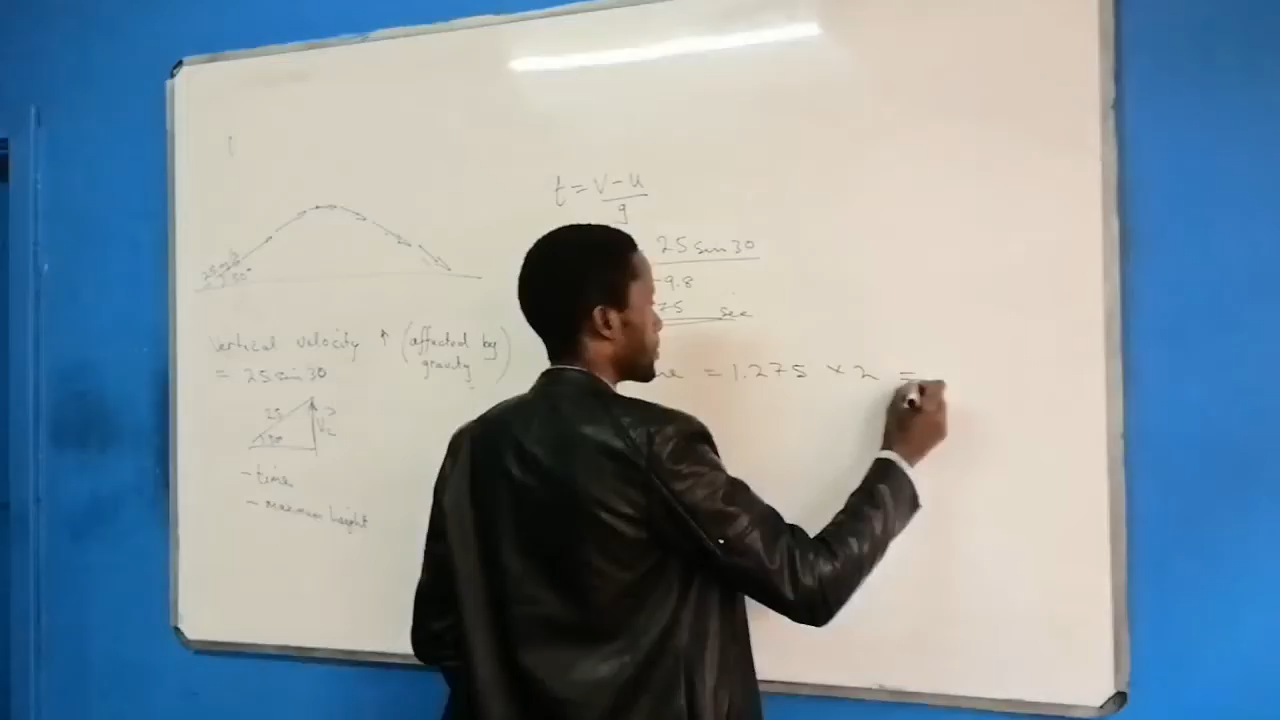 25 m/s
30°
Vertical velocity ↑ (affected by gravity)
= 25 sin 30
25
30°
- time
- maximum height
t = v - u
g
25 sin 30
-9.8
75 sec
= 1.275 × 2 =